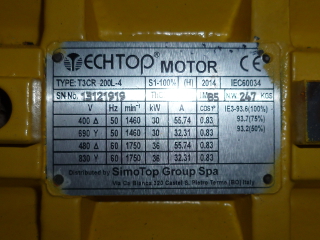 TECHTOP® MOTOR
TYPE: T3CR 200L-4 S1-100% (H) 2014 IEC60034
SN No. 13121919 B5 N.W. 247 KGS
V Hz min⁻¹ kW A cosφ IE3-93.6(100%)
400 Δ 50 1460 30 55,74 0.83 93.7(75%)
690 Y 50 1460 30 32.31 0.83 93.2(50%)
480 Δ 60 1750 36 55,74 0.83
830 Y 60 1750 36 32.31 0.83
Distributed by SimoTop Group Spa